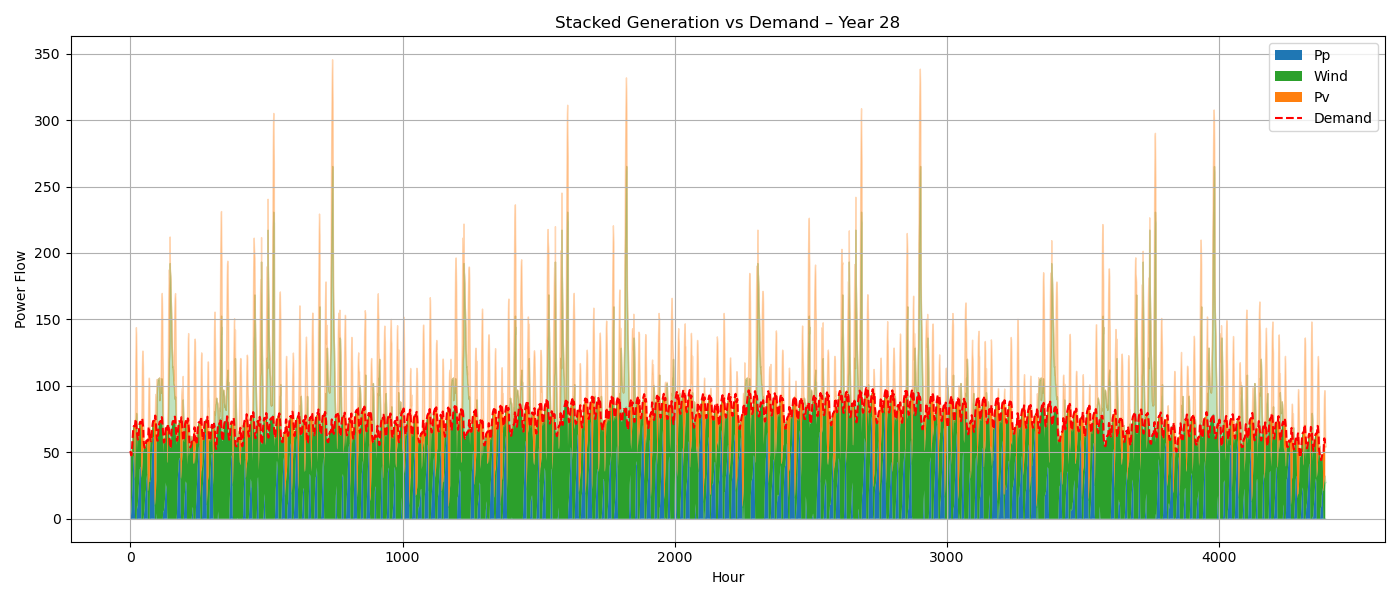 Stacked Generation vs Demand – Year 28
350
300
250
200
150
100
50
0
Power Flow
Pp
Wind
Pv
Demand
0 1000 2000 3000 4000
Hour